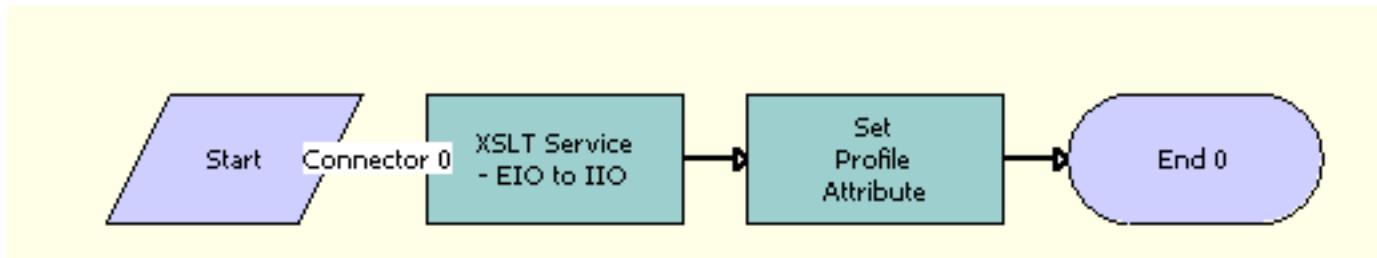 Start
Connector 0
XSLT Service
- EIO to IIO
Set
Profile
Attribute
End 0